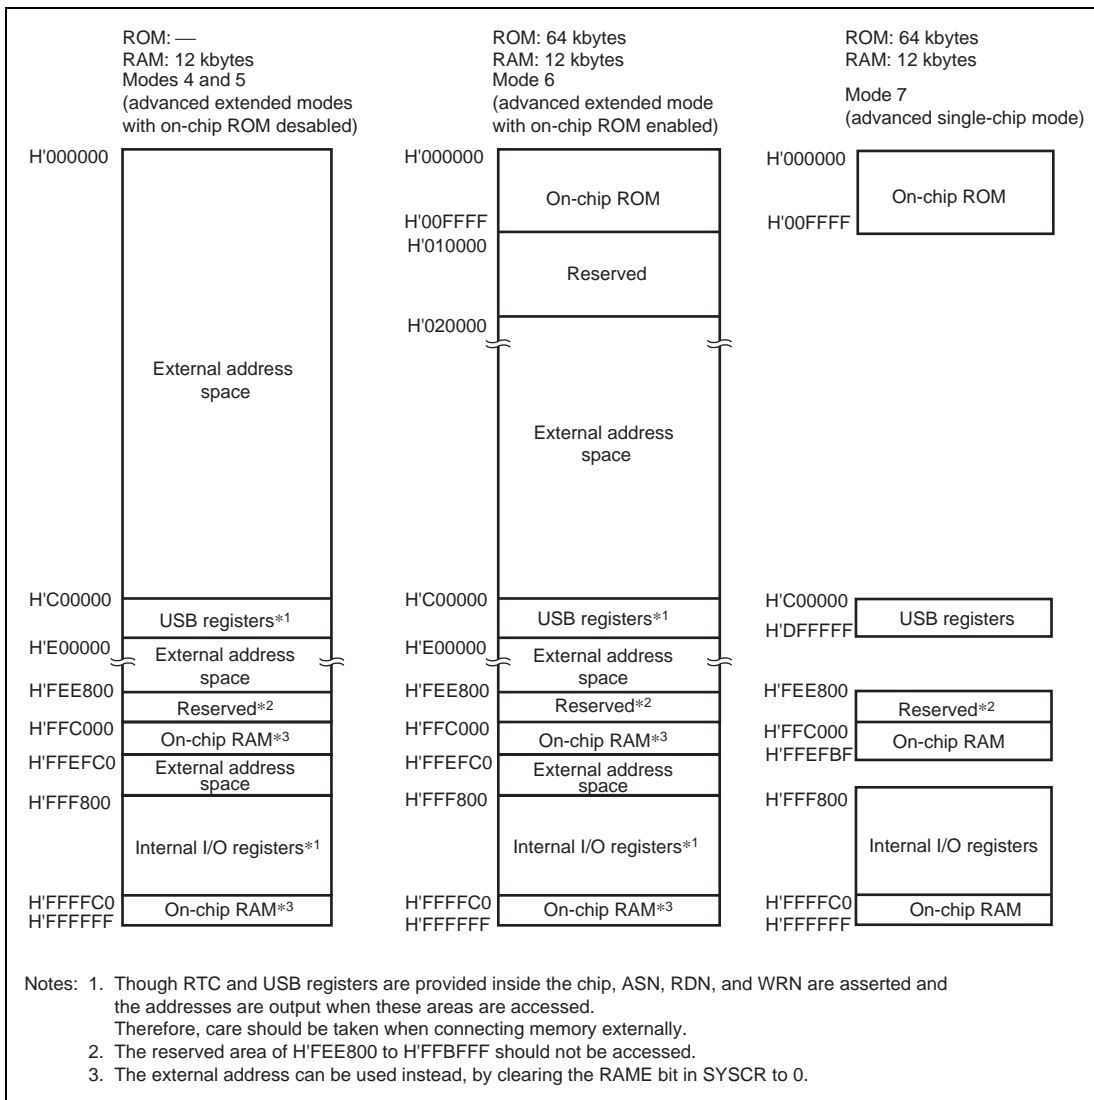 ROM: —
RAM: 12 kbytes
Modes 4 and 5
(advanced extended modes
with on-chip ROM desabled)
H'000000
External address
space
H'C00000
USB registers*1
H'E00000
External address
space
H'FEE800
Reserved*2
H'FFC000
On-chip RAM*3
H'FFEFC0
External address
space
H'FFF800
Internal I/O registers*1
H'FFFFC0
On-chip RAM*3
H'FFFFFF
ROM: 64 kbytes
RAM: 12 kbytes
Mode 6
(advanced extended mode
with on-chip ROM enabled)
H'000000
On-chip ROM
H'00FFFF
H'010000
Reserved
H'020000
External address
space
H'C00000
USB registers*1
H'E00000
External address
space
H'FEE800
Reserved*2
H'FFC000
On-chip RAM*3
H'FFEFC0
External address
space
H'FFF800
Internal I/O registers*1
H'FFFFC0
On-chip RAM*3
H'FFFFFF
ROM: 64 kbytes
RAM: 12 kbytes
Mode 7
(advanced single-chip mode)
H'000000
On-chip ROM
H'00FFFF
H'C00000
USB registers
H'DFFFFF
H'FEE800
Reserved*2
H'FFC000
On-chip RAM
H'FFEFBF
H'FFF800
Internal I/O registers
H'FFFFC0
On-chip RAM
H'FFFFFF
Notes: 1. Though RTC and USB registers are provided inside the chip, ASN, RDN, and WRN are asserted and
the addresses are output when these areas are accessed.
Therefore, care should be taken when connecting memory externally.
2. The reserved area of H'FEE800 to H'FFBFFF should not be accessed.
3. The external address can be used instead, by clearing the RAME bit in SYSCR to 0.